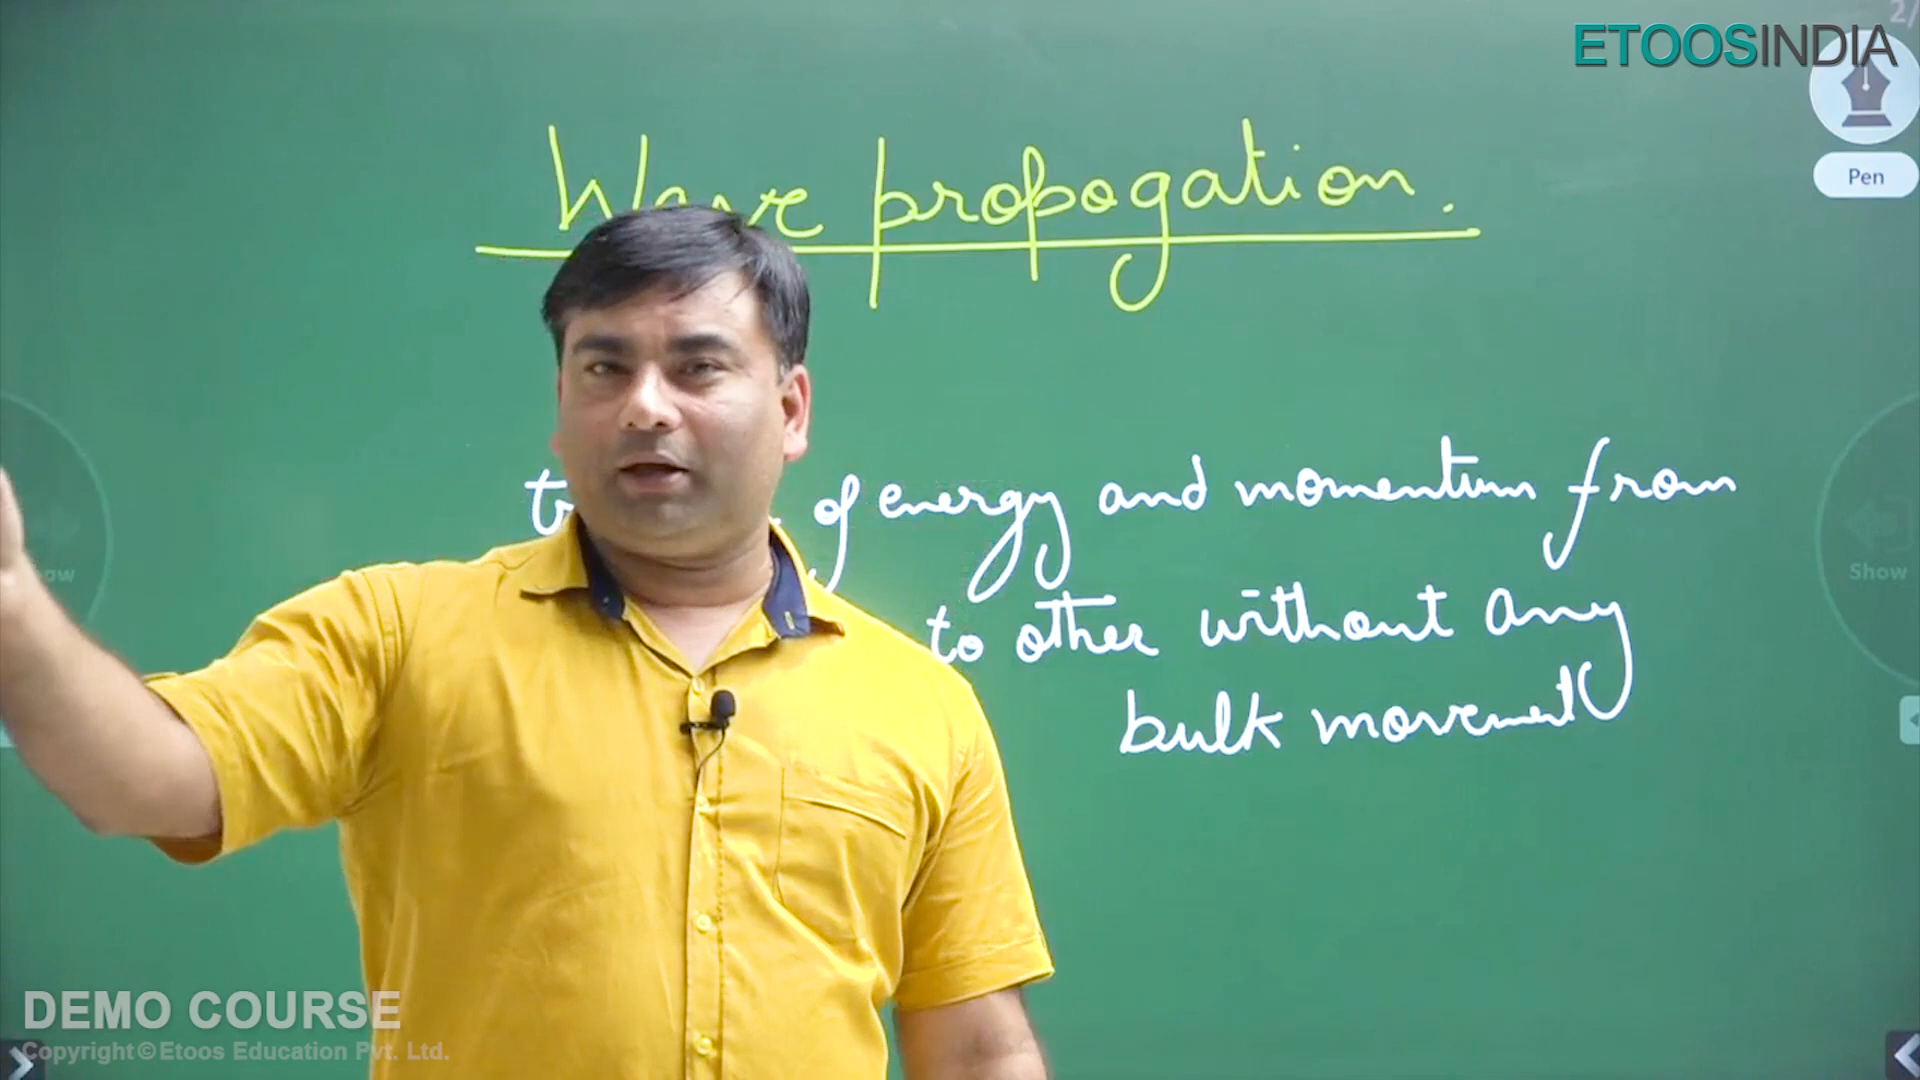 2/
ETOOSINDIA
Pen
Wave propogation.
of energy and momentum from
to other without any
bulk movement
Show
DEMO COURSE
Copyright © Etoos Education Pvt. Ltd.